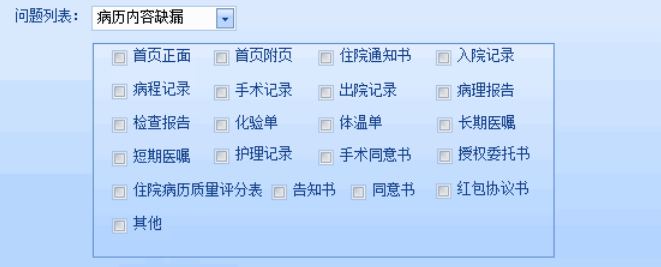 问题列表: 病历内容缺漏
首页正面 首页附页 住院通知书 入院记录
病程记录 手术记录 出院记录 病理报告
检查报告 化验单 体温单 长期医嘱
短期医嘱 护理记录 手术同意书 授权委托书
住院病历质量评分表 告知书 同意书 红包协议书
其他